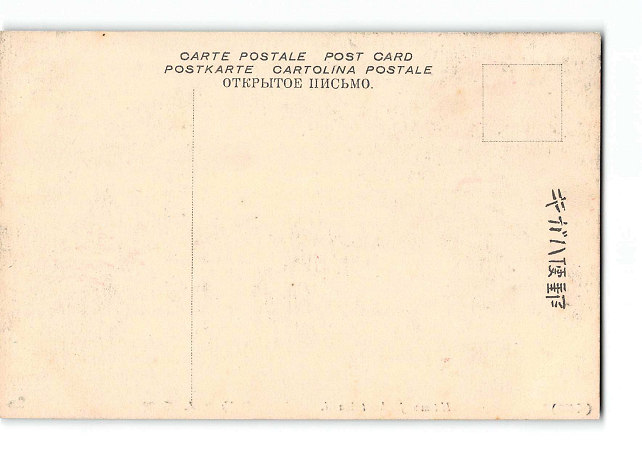 CARTE POSTALE POST CARD
POSTKARTE CARTOLINA POSTALE
ОТКРЫТОЕ ПИСЬМО.
郵便ハガキ